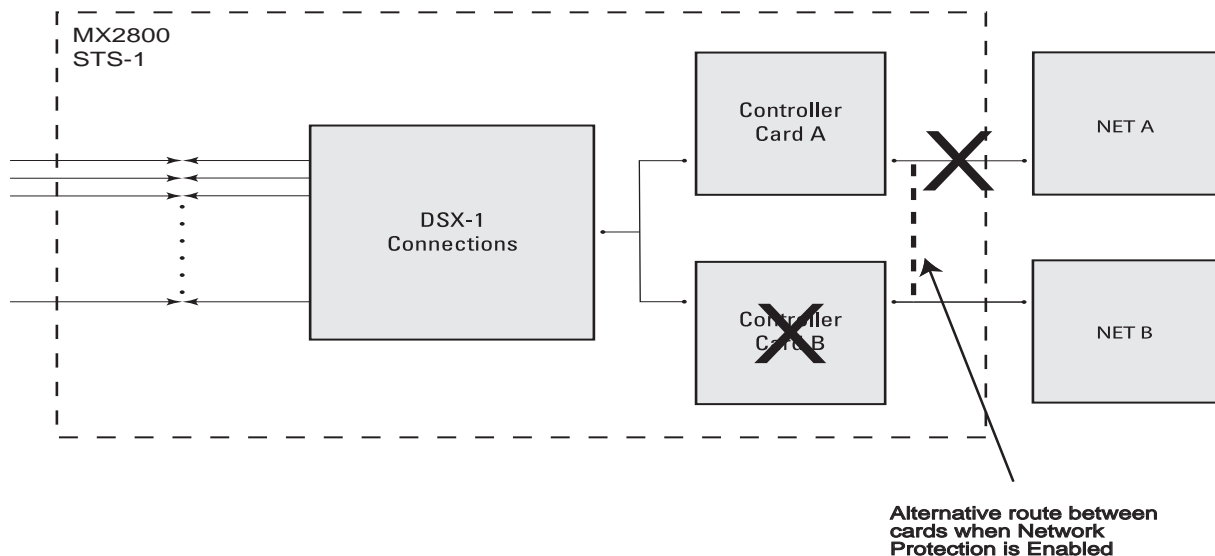 MX2800
STS-1
Controller
Card A
NET A
DSX-1
Connections
Controller
Card B
NET B
Alternative route between
cards when Network
Protection is Enabled